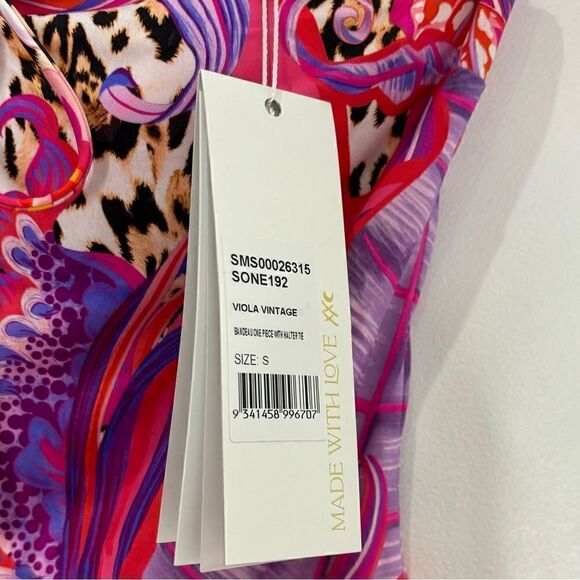 SMS00026315
SONE192
VIOLA VINTAGE
BANDEAU ONE PIECE WITH HALTER TIE
SIZE: S
9 341458 996707
MADE WITH LOVE